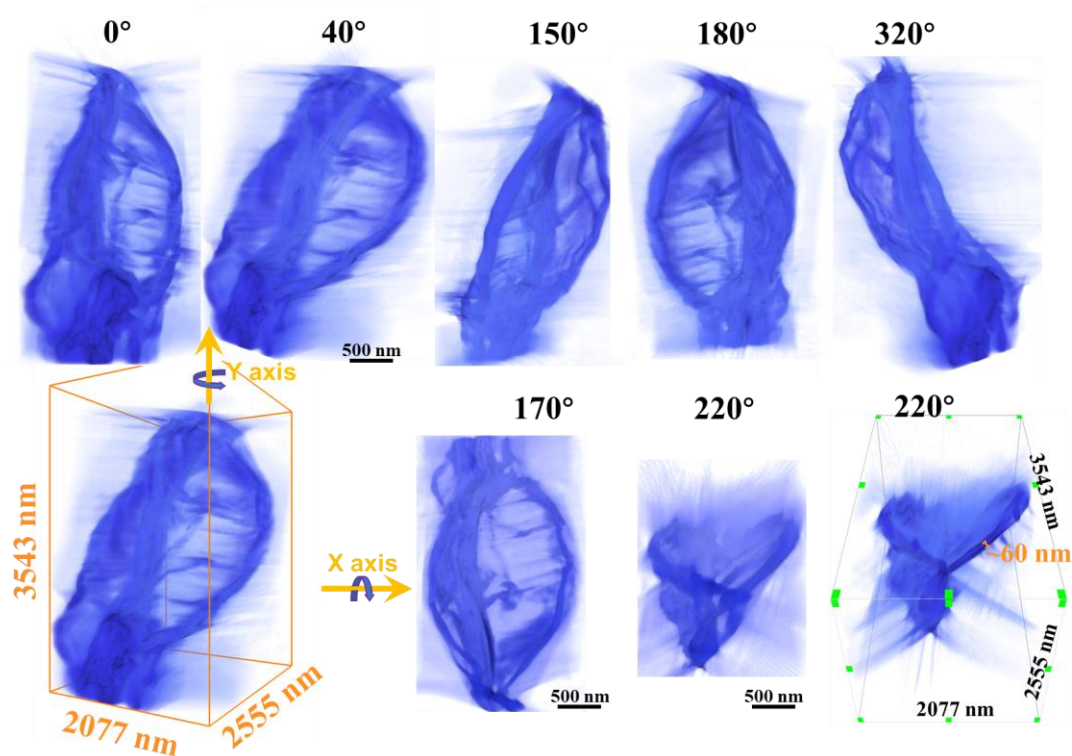 0°
40°
150°
180°
320°
500 nm
Y axis
3543 nm
2077 nm
2555 nm
X axis
170°
220°
220°
500 nm
500 nm
3543 nm
~60 nm
2555 nm
2077 nm